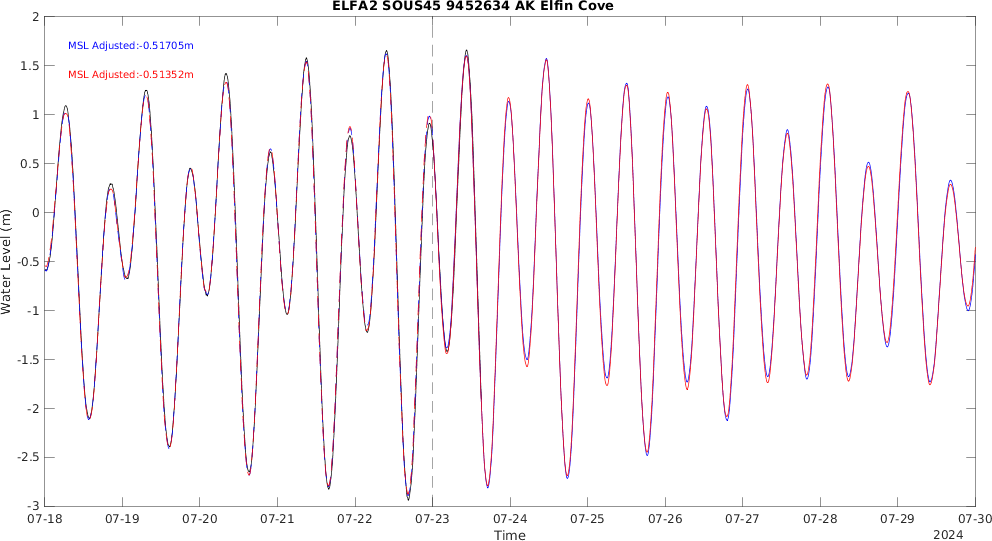 ELFA2 SOUS45 9452634 AK Elfin Cove
MSL Adjusted:-0.51705m
MSL Adjusted:-0.51352m
Water Level (m)
2
1.5
1
0.5
0
-0.5
-1
-1.5
-2
-2.5
-3
07-18 07-19 07-20 07-21 07-22 07-23 07-24 07-25 07-26 07-27 07-28 07-29 07-30
Time
2024